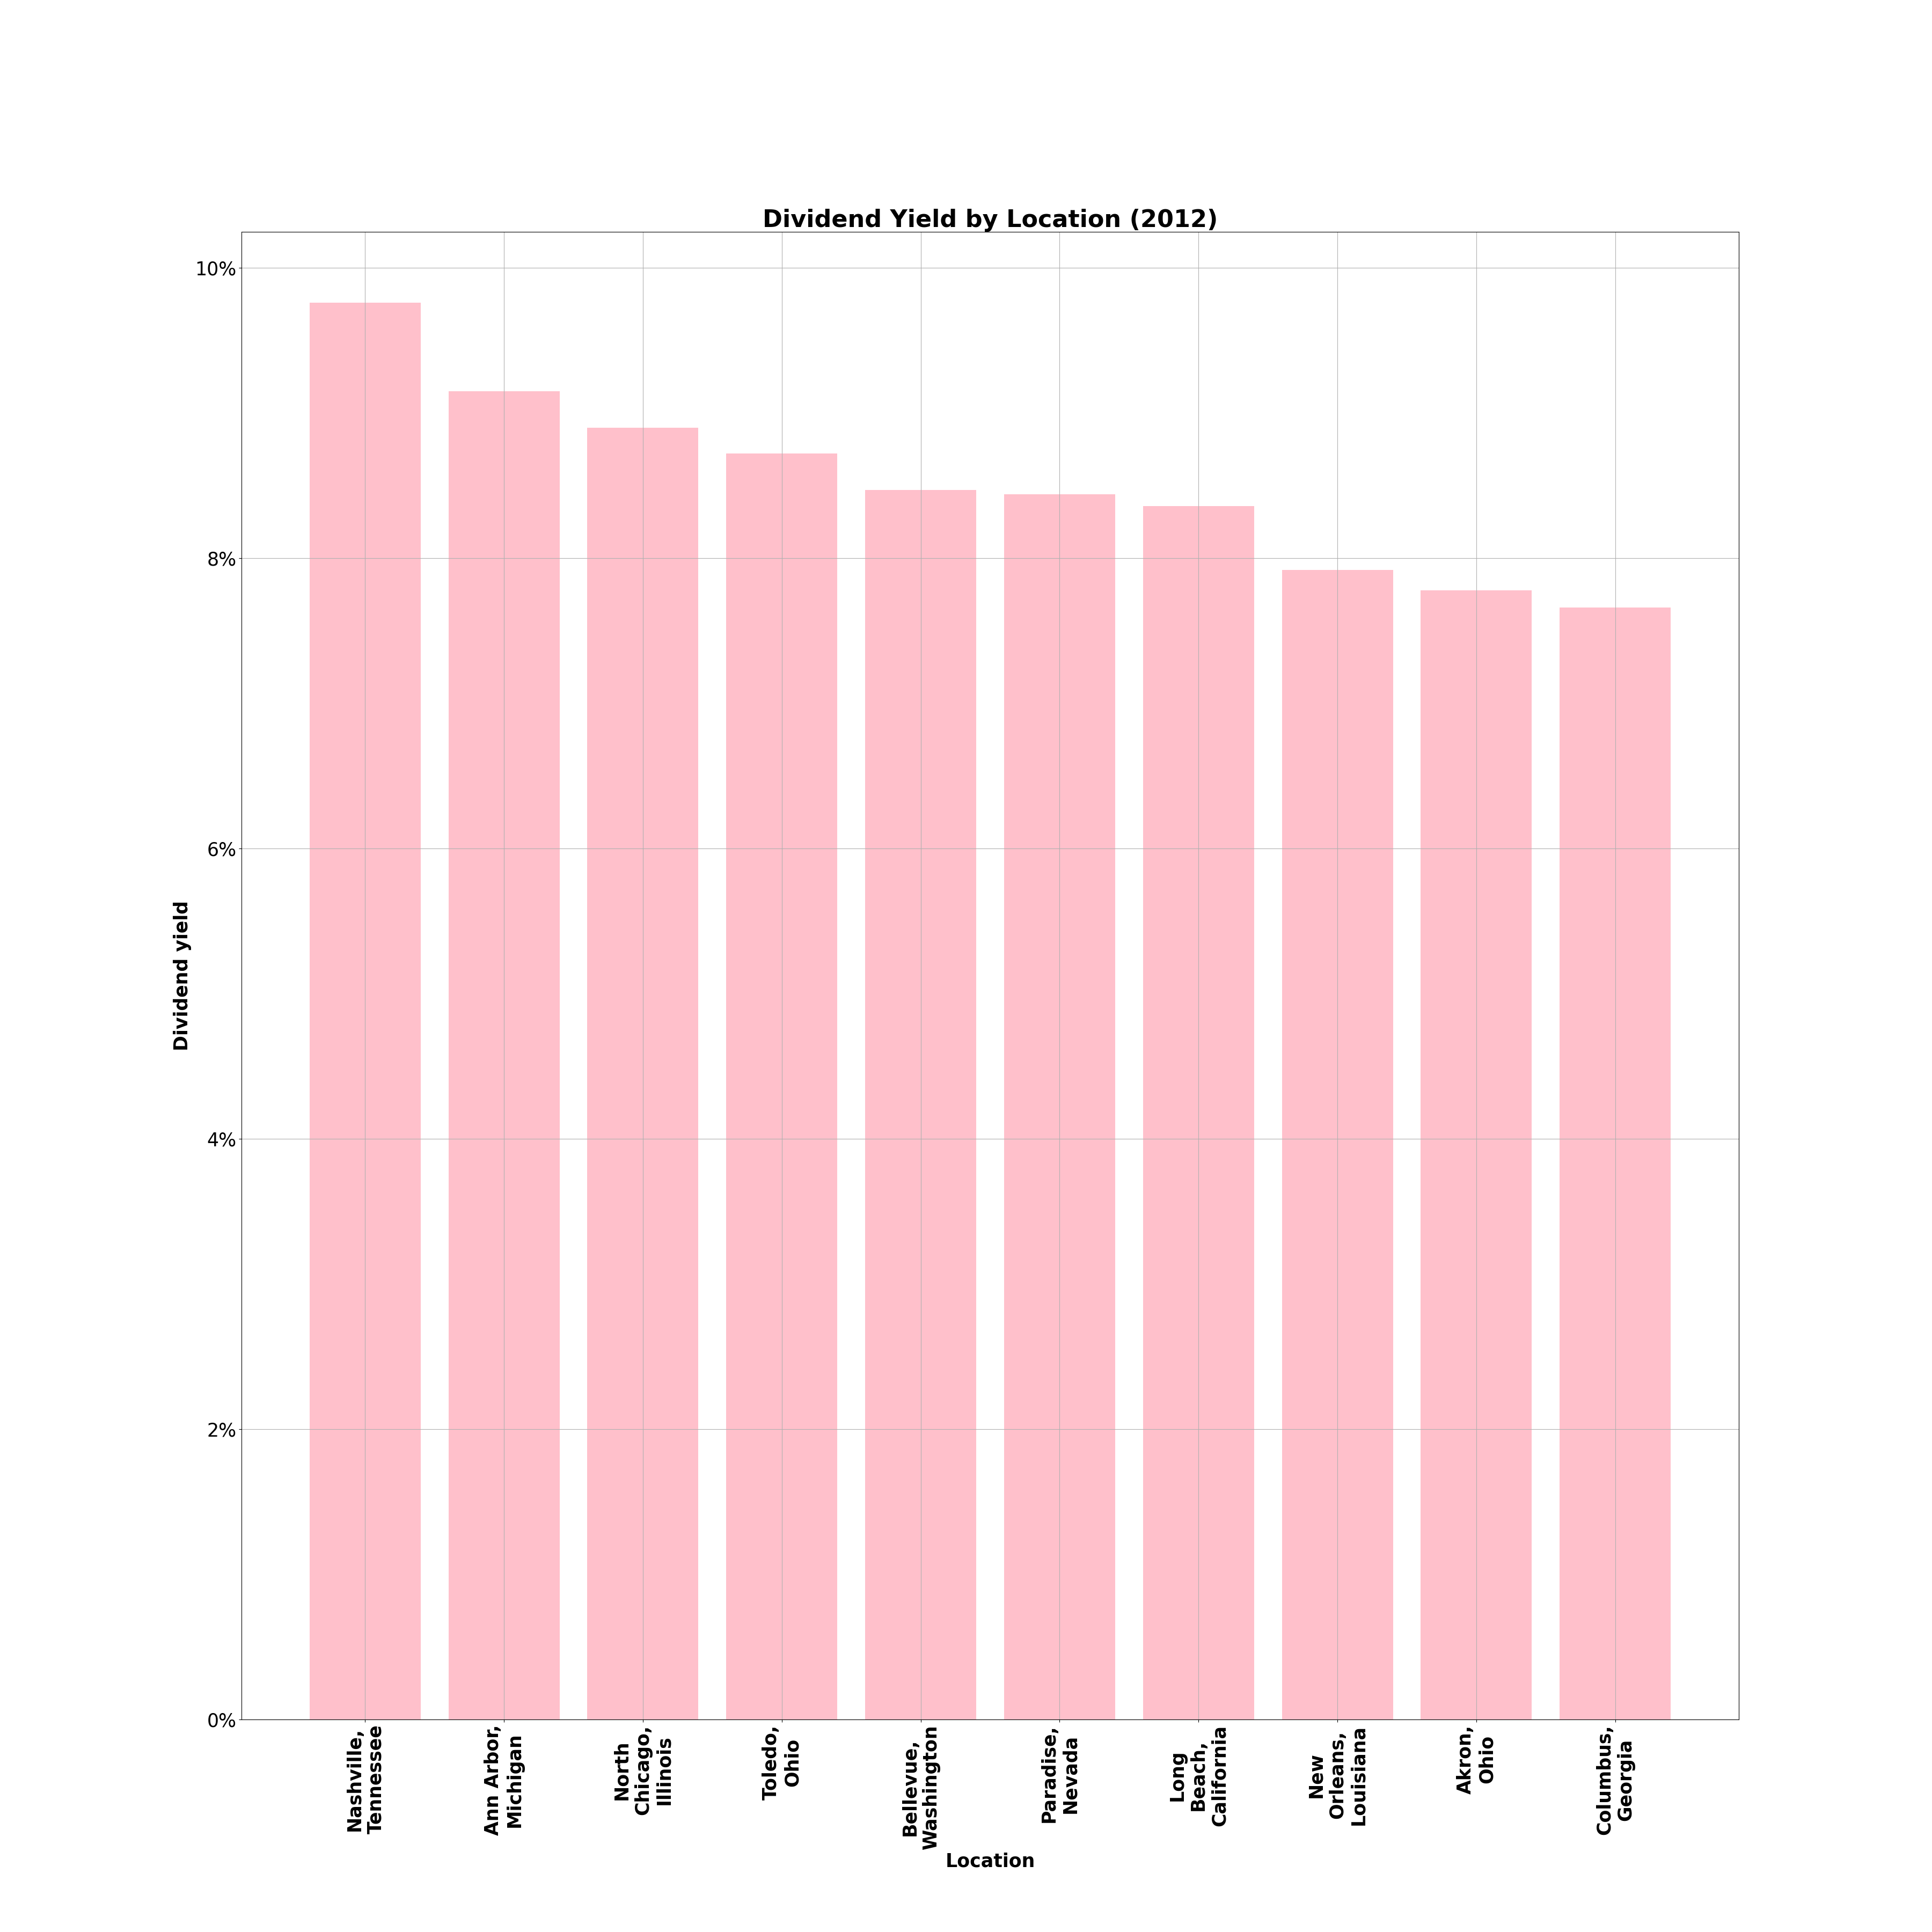 Dividend Yield by Location (2012)
10%
8%
6%
4%
2%
0%
Dividend yield
Nashville,
Tennessee
Ann Arbor,
Michigan
North
Chicago,
Illinois
Toledo,
Ohio
Bellevue,
Washington
Paradise,
Nevada
Long
Beach,
California
New
Orleans,
Louisiana
Akron,
Ohio
Columbus,
Georgia
Location